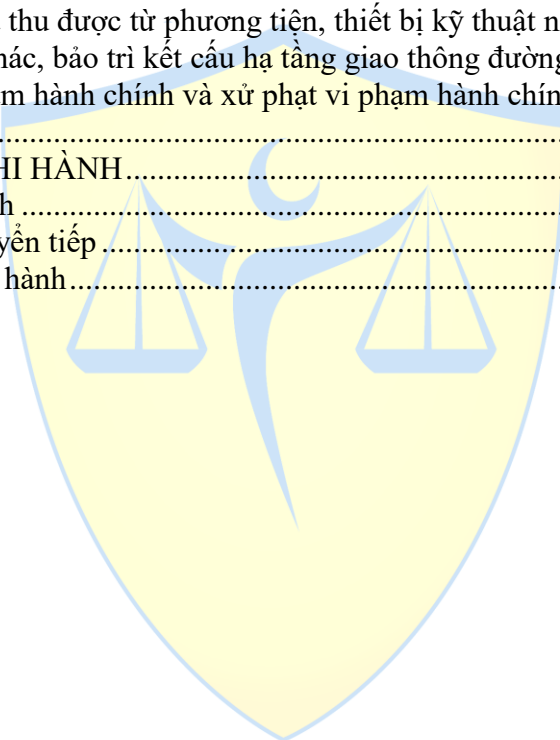 thu được từ phương tiện, thiết bị kỹ thuật n
hác, bảo trì kết cấu hạ tầng giao thông đường
m hành chính và xử phạt vi phạm hành chín
..........................................................................
HI HÀNH..........................................................
h ......................................................................
yển tiếp ............................................................
hành................................................................